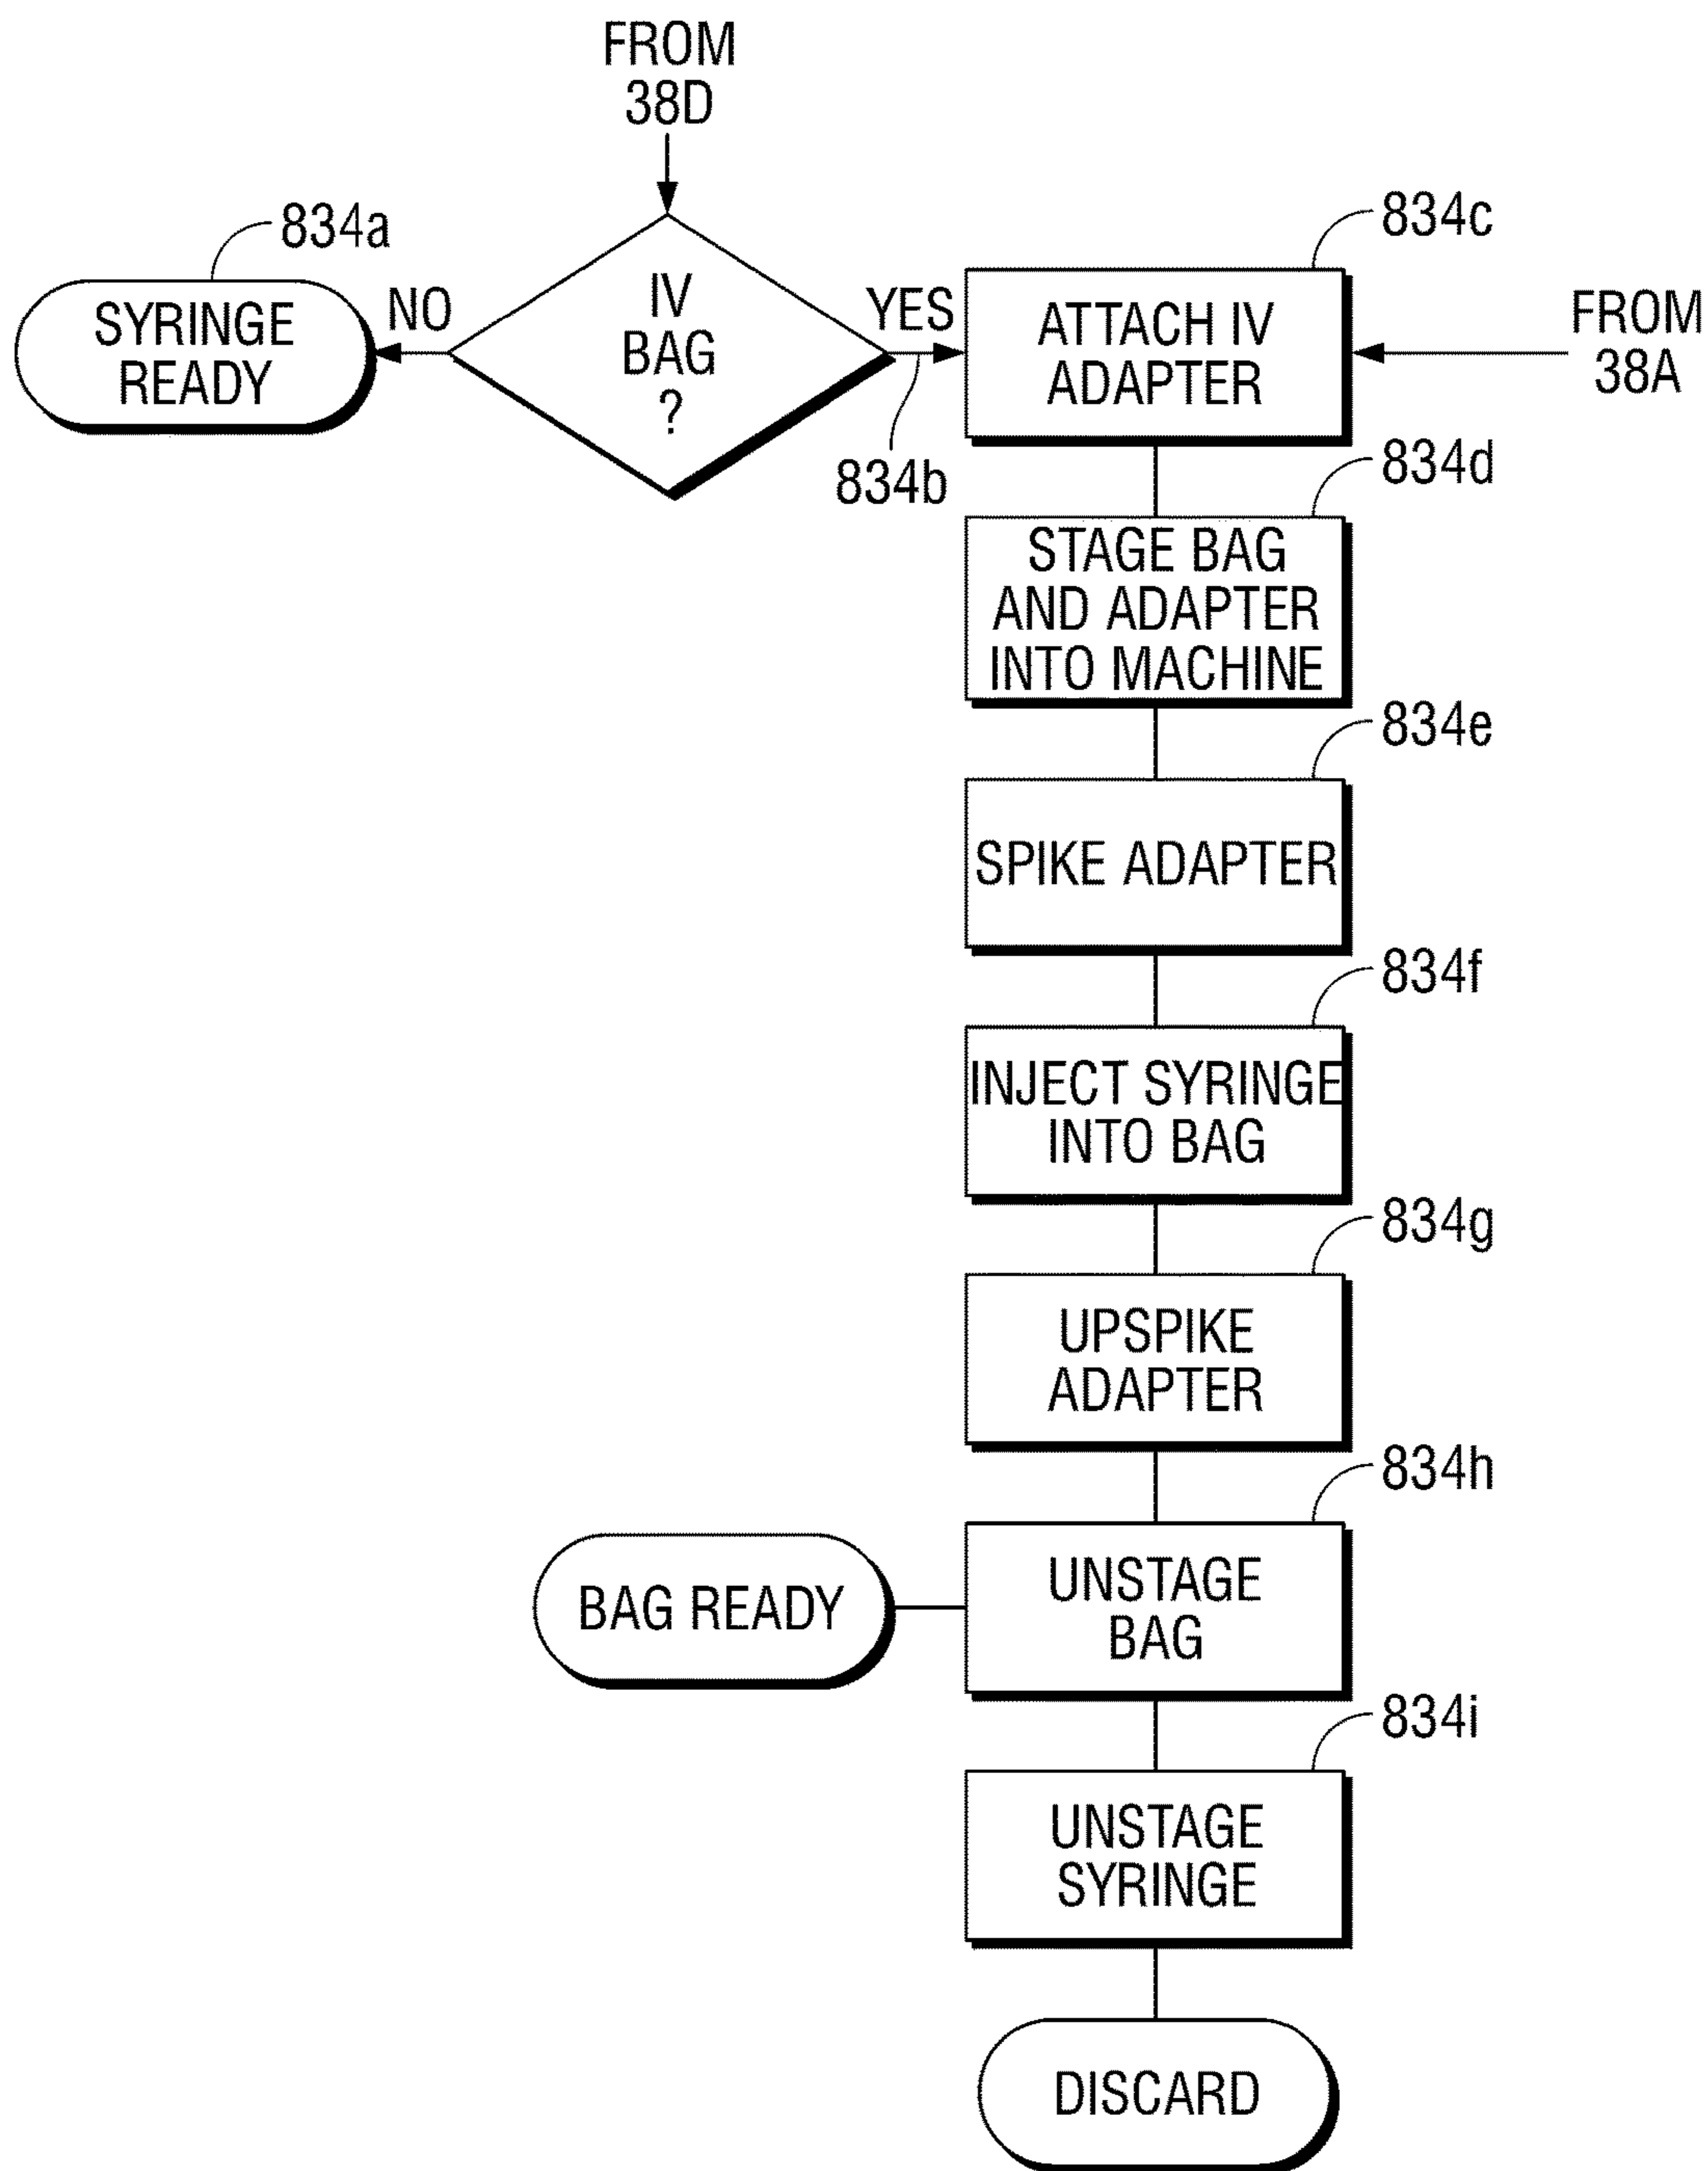 FROM
38D
834a
SYRINGE
READY
NO
IV
BAG
?
YES
834b
834c
ATTACH IV
ADAPTER
FROM
38A
834d
STAGE BAG
AND ADAPTER
INTO MACHINE
834e
SPIKE ADAPTER
834f
INJECT SYRINGE
INTO BAG
834g
UPSPIKE
ADAPTER
834h
BAG READY
UNSTAGE
BAG
834i
UNSTAGE
SYRINGE
DISCARD